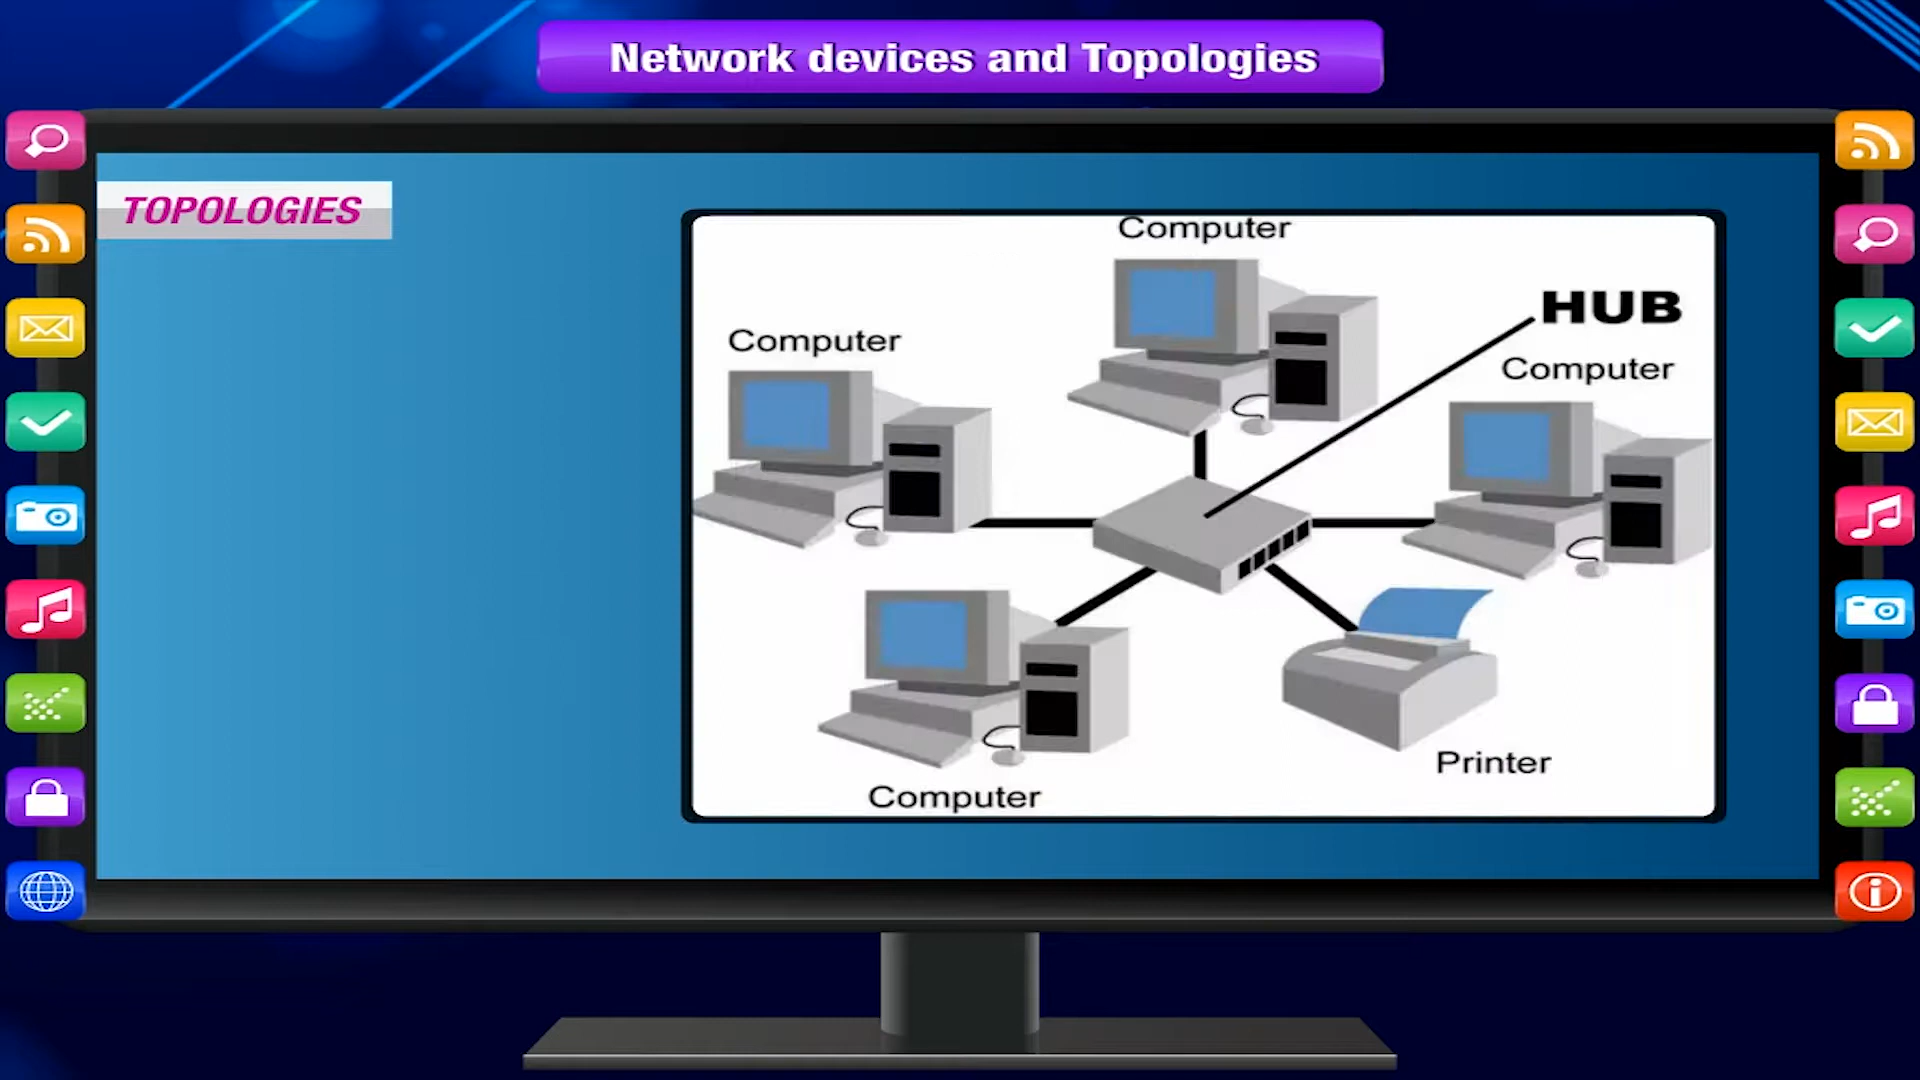 Network devices and Topologies
TOPOLOGIES
Computer
HUB
Computer
Computer
Printer
Computer